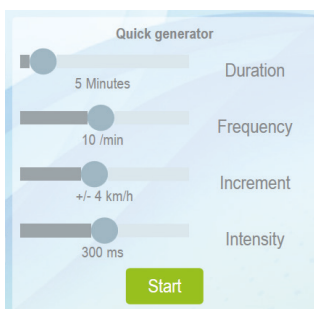 Quick generator
Duration
5 Minutes
Frequency
10 /min
Increment
+/- 4 km/h
Intensity
300 ms
Start